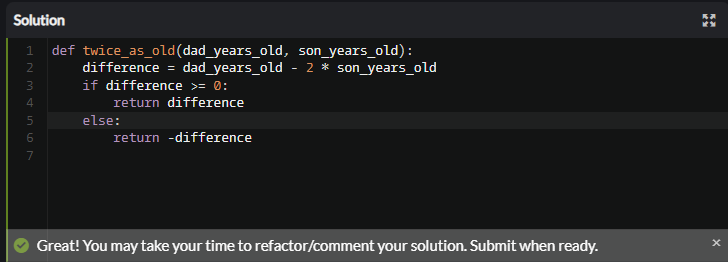 Solution
1 def twice_as_old(dad_years_old, son_years_old):
2     difference = dad_years_old - 2 * son_years_old
3     if difference >= 0:
4         return difference
5     else:
6         return -difference
7
Great! You may take your time to refactor/comment your solution. Submit when ready. ×